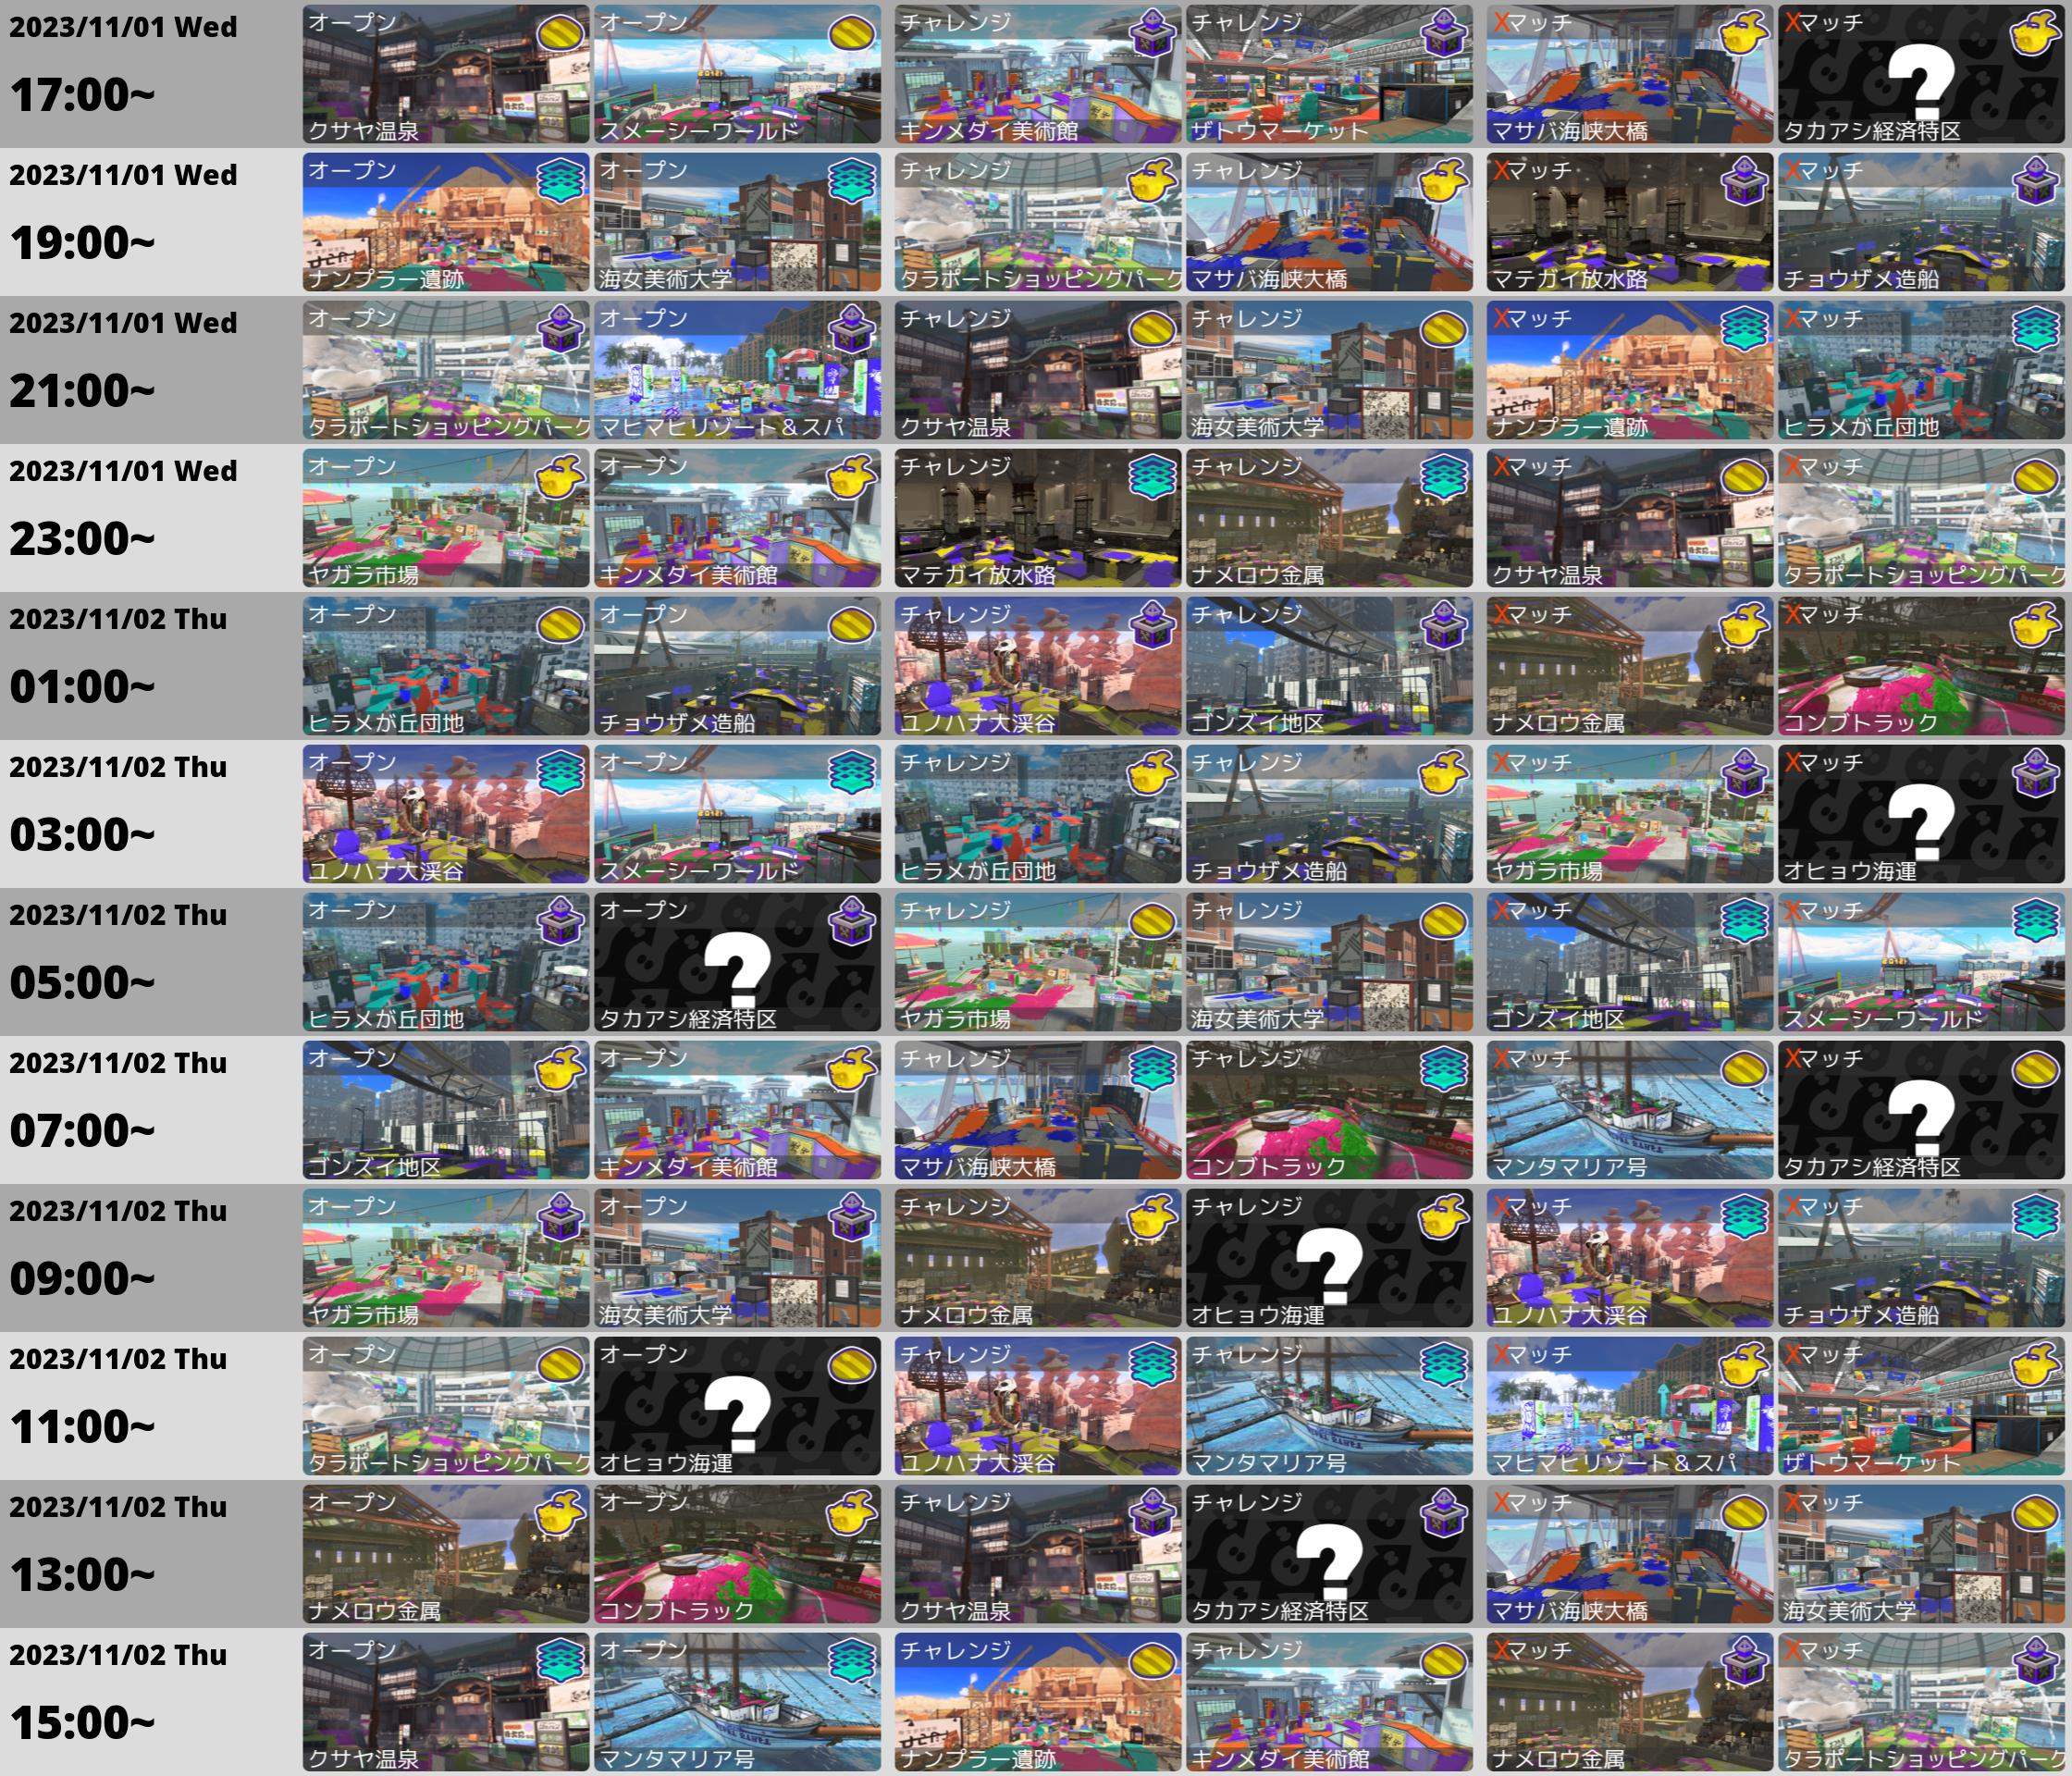 2023/11/01 Wed
17:00~
オープン
クサヤ温泉
オープン
スメーシーワールド
チャレンジ
キンメダイ美術館
チャレンジ
ザトウマーケット
Xマッチ
マサバ海峡大橋
Xマッチ
?
タカアシ経済特区
2023/11/01 Wed
19:00~
オープン
ナンプラー遺跡
オープン
海女美術大学
チャレンジ
タラポートショッピングパーク
チャレンジ
マサバ海峡大橋
Xマッチ
マテガイ放水路
Xマッチ
チョウザメ造船
2023/11/01 Wed
21:00~
オープン
タラポートショッピングパーク
オープン
マヒマヒリゾート&スパ
チャレンジ
クサヤ温泉
チャレンジ
海女美術大学
Xマッチ
ナンプラー遺跡
Xマッチ
ヒラメが丘団地
2023/11/01 Wed
23:00~
オープン
ヤガラ市場
オープン
キンメダイ美術館
チャレンジ
マテガイ放水路
チャレンジ
ナメロウ金属
Xマッチ
クサヤ温泉
Xマッチ
タラポートショッピングパーク
2023/11/02 Thu
01:00~
オープン
ヒラメが丘団地
オープン
チョウザメ造船
チャレンジ
ユノハナ大渓谷
チャレンジ
ゴンズイ地区
Xマッチ
ナメロウ金属
Xマッチ
コンブトラック
2023/11/02 Thu
03:00~
オープン
ユノハナ大渓谷
オープン
スメーシーワールド
チャレンジ
ヒラメが丘団地
チャレンジ
チョウザメ造船
Xマッチ
ヤガラ市場
Xマッチ
?
オヒョウ海運
2023/11/02 Thu
05:00~
オープン
ヒラメが丘団地
オープン
?
タカアシ経済特区
チャレンジ
ヤガラ市場
チャレンジ
海女美術大学
Xマッチ
ゴンズイ地区
Xマッチ
スメーシーワールド
2023/11/02 Thu
07:00~
オープン
ゴンズイ地区
オープン
キンメダイ美術館
チャレンジ
マサバ海峡大橋
チャレンジ
コンブトラック
Xマッチ
マンタマリア号
Xマッチ
?
タカアシ経済特区
2023/11/02 Thu
09:00~
オープン
ヤガラ市場
オープン
海女美術大学
チャレンジ
ナメロウ金属
チャレンジ
?
オヒョウ海運
Xマッチ
ユノハナ大渓谷
Xマッチ
チョウザメ造船
2023/11/02 Thu
11:00~
オープン
タラポートショッピングパーク
オープン
?
オヒョウ海運
チャレンジ
ユノハナ大渓谷
チャレンジ
マンタマリア号
Xマッチ
マヒマヒリゾート&スパ
Xマッチ
ザトウマーケット
2023/11/02 Thu
13:00~
オープン
ナメロウ金属
オープン
コンブトラック
チャレンジ
クサヤ温泉
チャレンジ
?
タカアシ経済特区
Xマッチ
マサバ海峡大橋
Xマッチ
海女美術大学
2023/11/02 Thu
15:00~
オープン
クサヤ温泉
オープン
マンタマリア号
チャレンジ
ナンプラー遺跡
チャレンジ
キンメダイ美術館
Xマッチ
ナメロウ金属
Xマッチ
タラポートショッピングパーク